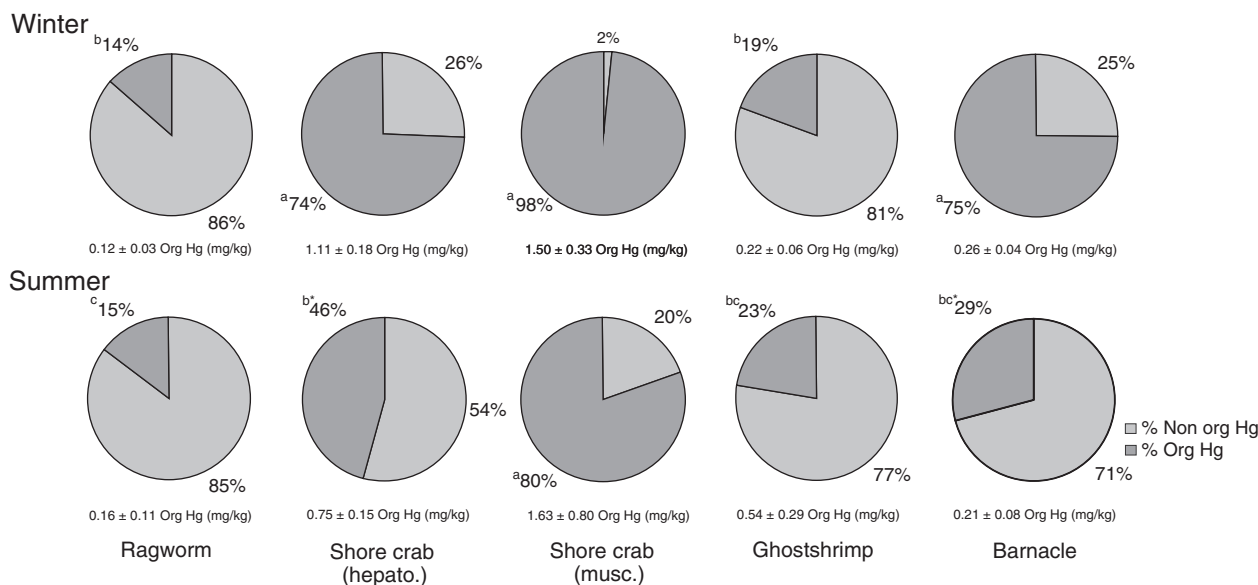 Winter
b14%
86%
0.12 ± 0.03 Org Hg (mg/kg)
26%
a74%
1.11 ± 0.18 Org Hg (mg/kg)
2%
a98%
1.50 ± 0.33 Org Hg (mg/kg)
b19%
81%
0.22 ± 0.06 Org Hg (mg/kg)
25%
a75%
0.26 ± 0.04 Org Hg (mg/kg)
Summer
c15%
85%
0.16 ± 0.11 Org Hg (mg/kg)
Ragworm
b*46%
54%
0.75 ± 0.15 Org Hg (mg/kg)
Shore crab
(hepato.)
20%
a80%
1.63 ± 0.80 Org Hg (mg/kg)
Shore crab
(musc.)
bc23%
77%
0.54 ± 0.29 Org Hg (mg/kg)
Ghostshrimp
bc*29%
71%
0.21 ± 0.08 Org Hg (mg/kg)
Barnacle
% Non org Hg
% Org Hg